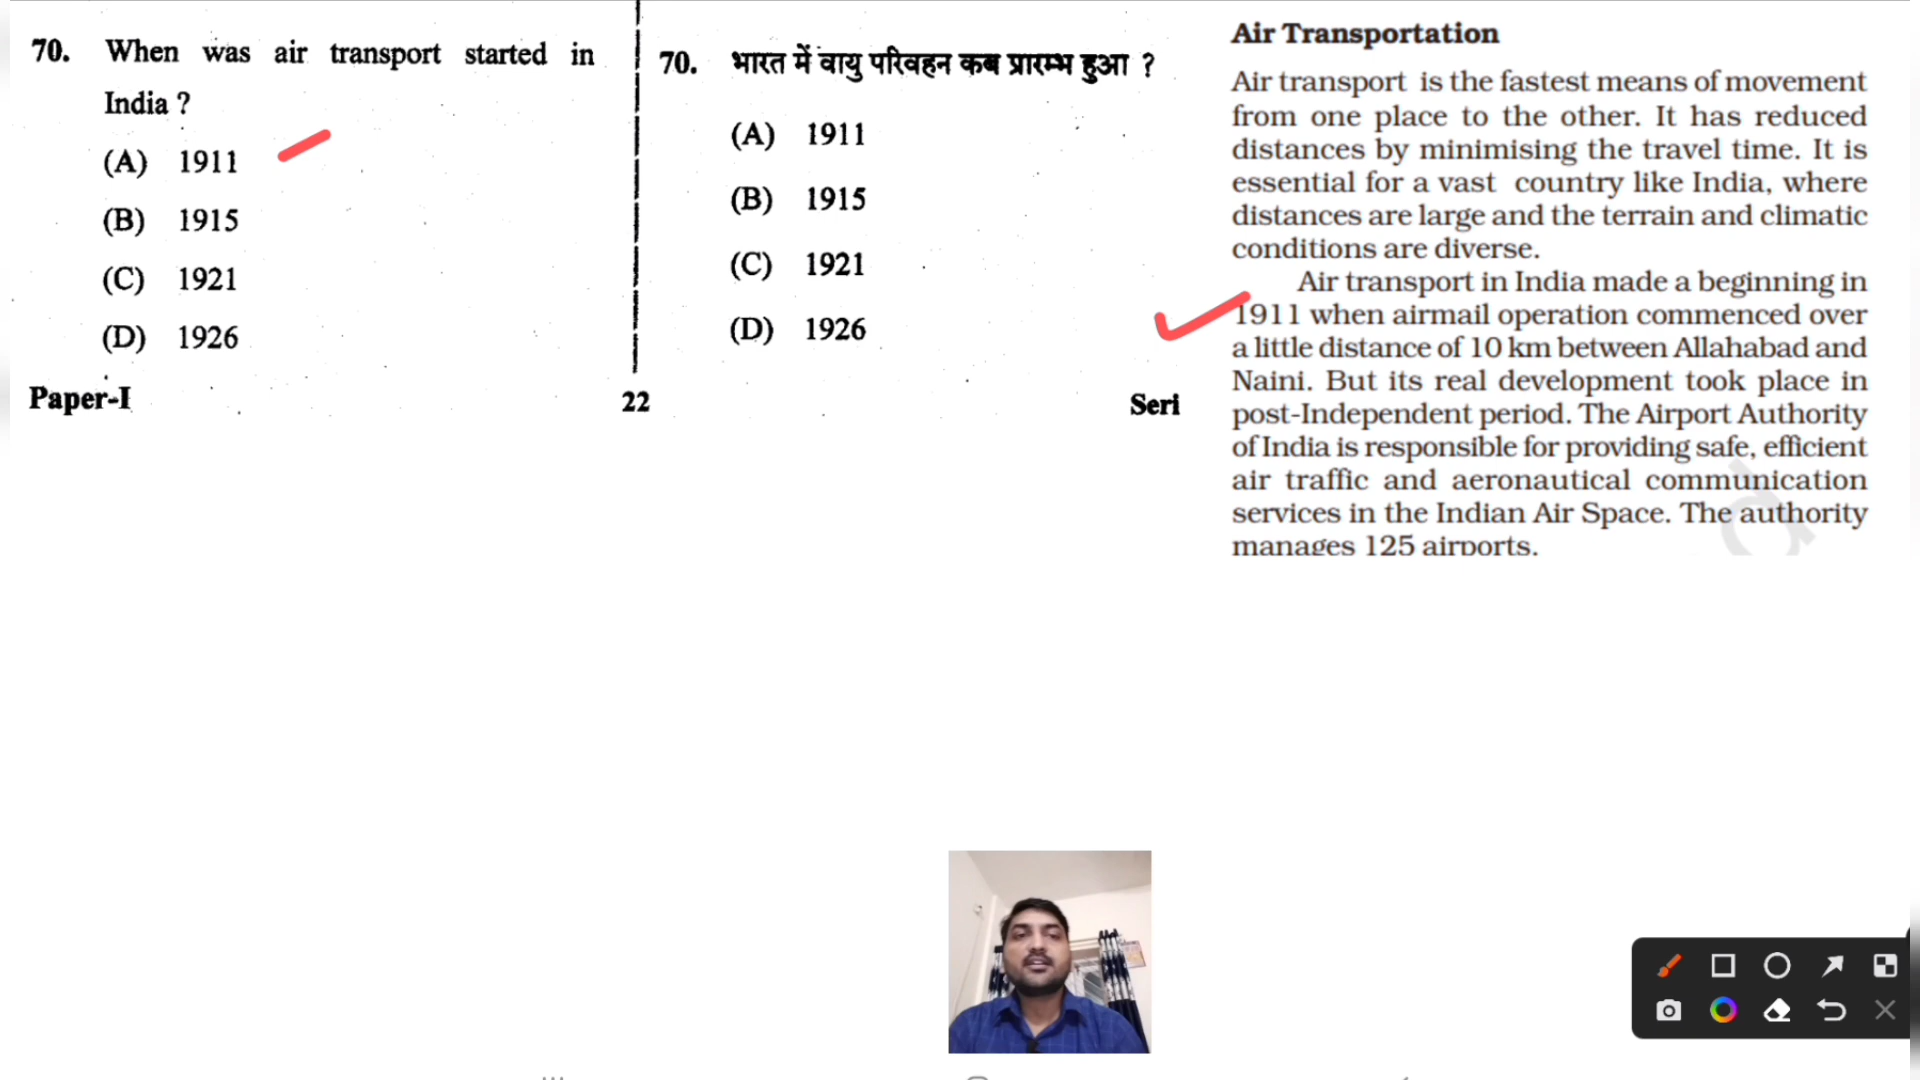 70. When was air transport started in
India ?
(A) 1911
(B) 1915
(C) 1921
(D) 1926
Paper-I
22
70. भारत में वायु परिवहन कब प्रारम्भ हुआ ?
(A) 1911
(B) 1915
(C) 1921
(D) 1926
Seri
Air Transportation
Air transport is the fastest means of movement
from one place to the other. It has reduced
distances by minimising the travel time. It is
essential for a vast country like India, where
distances are large and the terrain and climatic
conditions are diverse.
Air transport in India made a beginning in
1911 when airmail operation commenced over
a little distance of 10 km between Allahabad and
Naini. But its real development took place in
post-Independent period. The Airport Authority
of India is responsible for providing safe, efficient
air traffic and aeronautical communication
services in the Indian Air Space. The authority
manages 125 airports.